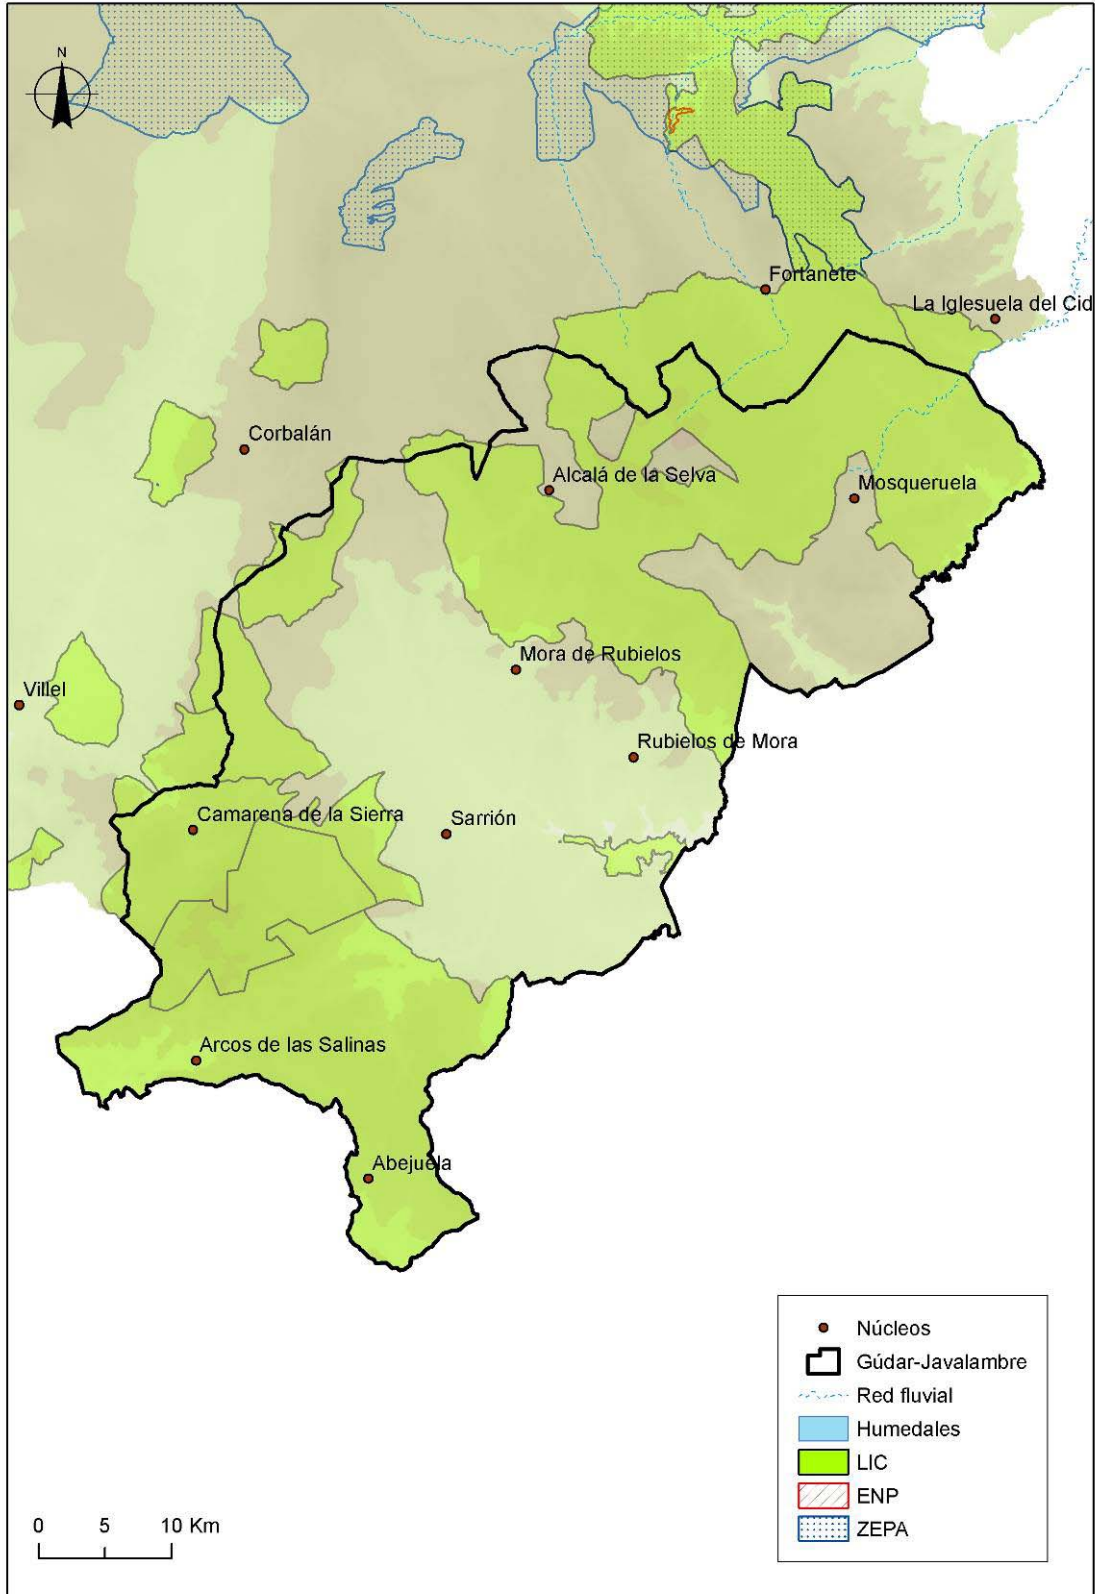 N
Fortanete
La Iglesuela del Cid
Corbalán
Alcalá de la Selva
Mosqueruela
Mora de Rubielos
Villel
Rubielos de Mora
Camarena de la Sierra
Sarrión
Arcos de las Salinas
Abejuela
Núcleos
Gúdar-Javalambre
Red fluvial
Humedales
LIC
ENP
ZEPA
0 5 10 Km